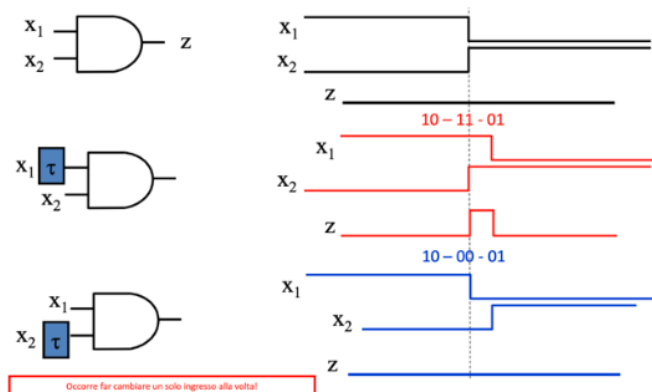 x1
x2
z
x1
x2
z
10 – 11 - 01
x1
τ
x2
x1
x2
z
10 – 00 - 01
x1
x2
τ
x1
x2
z
Occorre far cambiare un solo ingresso alla volta!